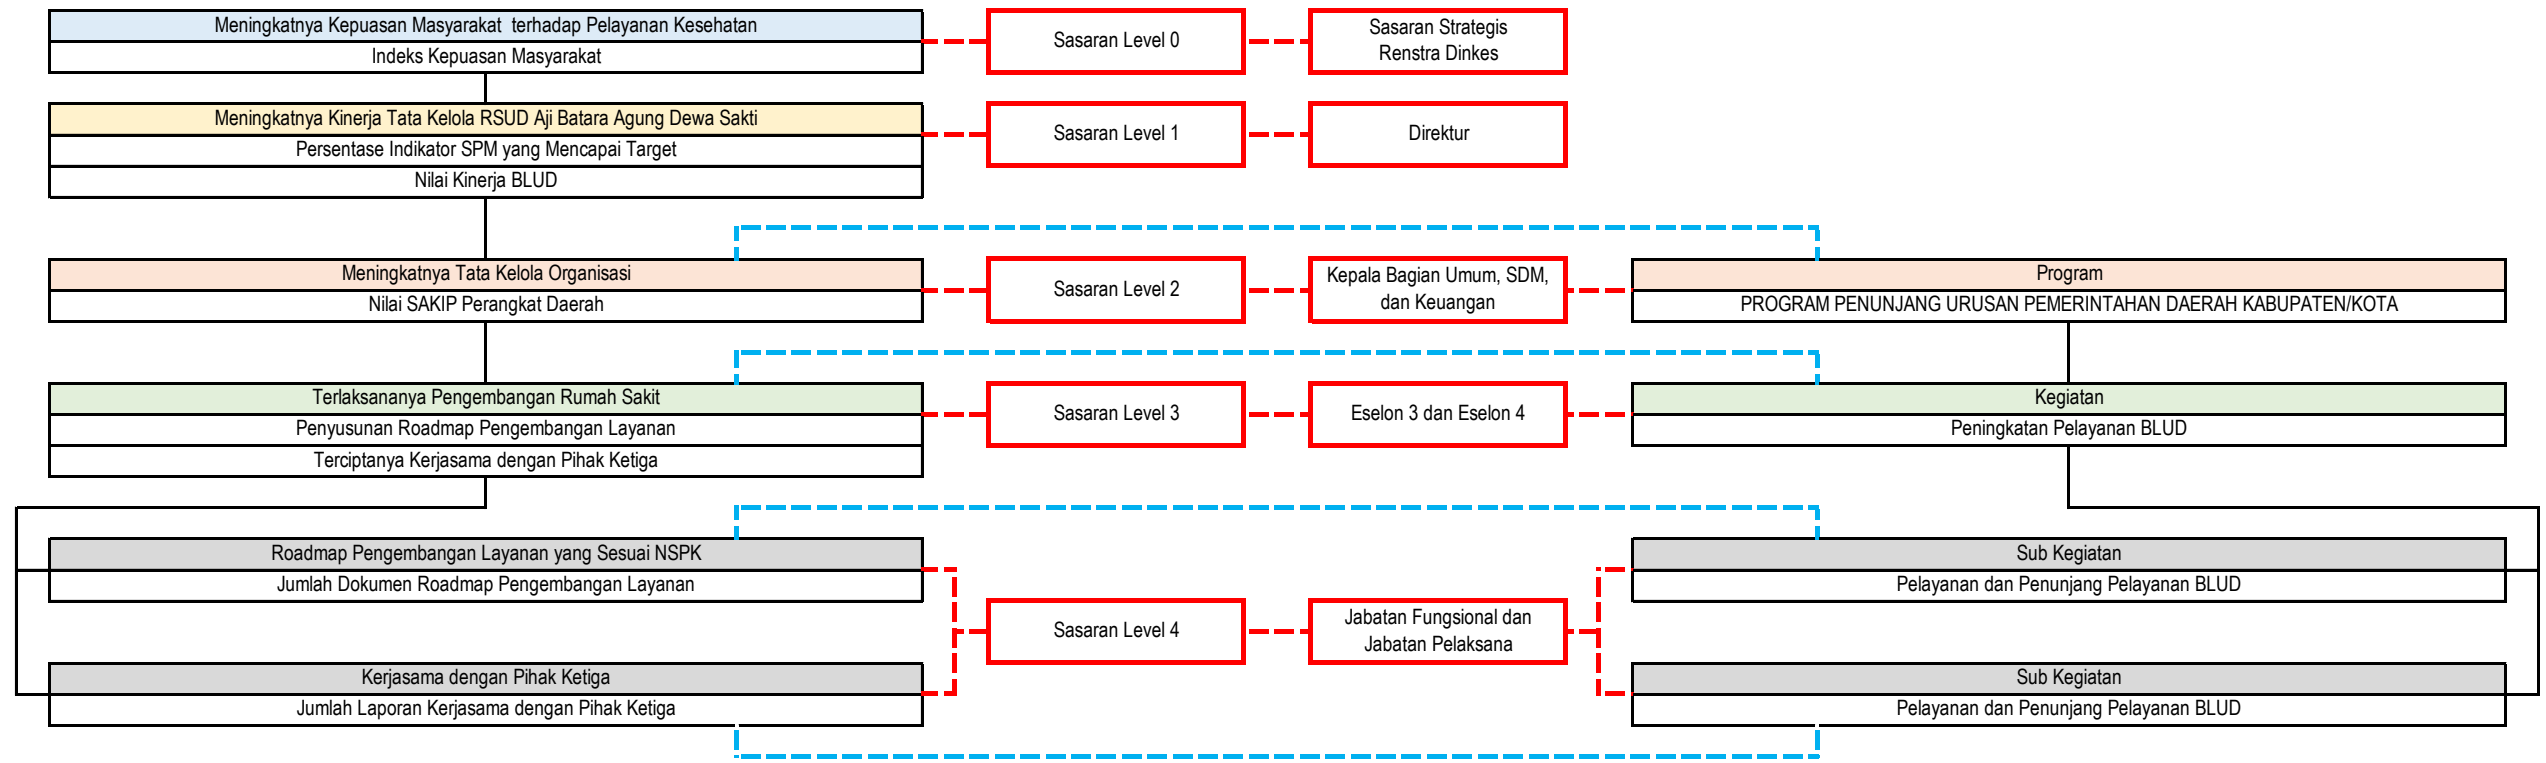 Meningkatnya Kepuasan Masyarakat terhadap Pelayanan Kesehatan
Indeks Kepuasan Masyarakat
Sasaran Level 0
Sasaran Strategis
Renstra Dinkes
Meningkatnya Kinerja Tata Kelola RSUD Aji Batara Agung Dewa Sakti
Persentase Indikator SPM yang Mencapai Target
Nilai Kinerja BLUD
Sasaran Level 1
Direktur
Meningkatnya Tata Kelola Organisasi
Nilai SAKIP Perangkat Daerah
Sasaran Level 2
Kepala Bagian Umum, SDM,
dan Keuangan
Program
PROGRAM PENUNJANG URUSAN PEMERINTAHAN DAERAH KABUPATEN/KOTA
Terlaksananya Pengembangan Rumah Sakit
Penyusunan Roadmap Pengembangan Layanan
Terciptanya Kerjasama dengan Pihak Ketiga
Sasaran Level 3
Eselon 3 dan Eselon 4
Kegiatan
Peningkatan Pelayanan BLUD
Roadmap Pengembangan Layanan yang Sesuai NSPK
Jumlah Dokumen Roadmap Pengembangan Layanan
Sub Kegiatan
Pelayanan dan Penunjang Pelayanan BLUD
Sasaran Level 4
Jabatan Fungsional dan
Jabatan Pelaksana
Kerjasama dengan Pihak Ketiga
Jumlah Laporan Kerjasama dengan Pihak Ketiga
Sub Kegiatan
Pelayanan dan Penunjang Pelayanan BLUD